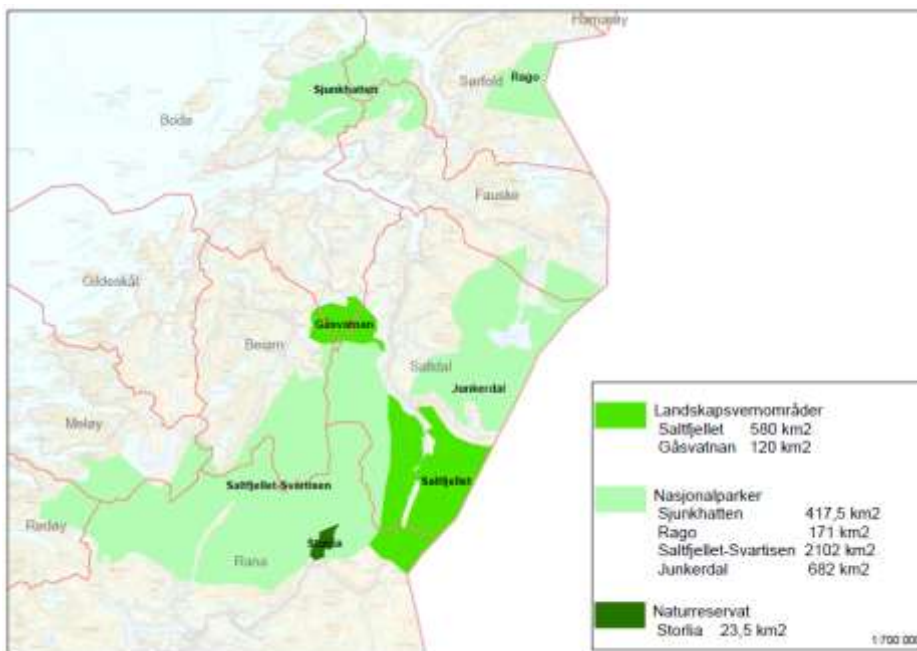 Hamarøy
Sørfold
Rago
Sjunkhatten
Bodø
Fauske
Gildeskål
Gåsvatnan
Beiarn
Saltdal
Junkerdal
Meløy
Saltfjellet-Svartisen
Saltfjellet
Rødøy
Storlia
Rana
Landskapsvernområder
Saltfjellet 580 km2
Gåsvatnan 120 km2
Nasjonalparker
Sjunkhatten 417,5 km2
Rago 171 km2
Saltfjellet-Svartisen 2102 km2
Junkerdal 682 km2
Naturreservat
Storlia 23,5 km2
1:700 000